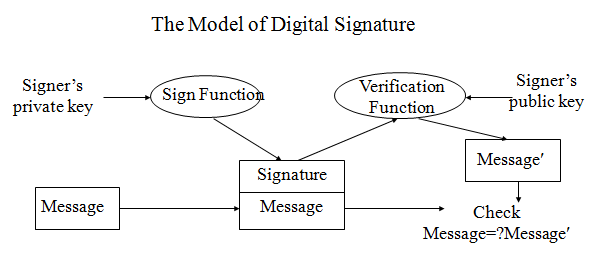 The Model of Digital Signature
Signer's
private key
Sign Function
Verification
Function
Signer's
public key
Signature
Message
Message
Message′
Check
Message=?Message′